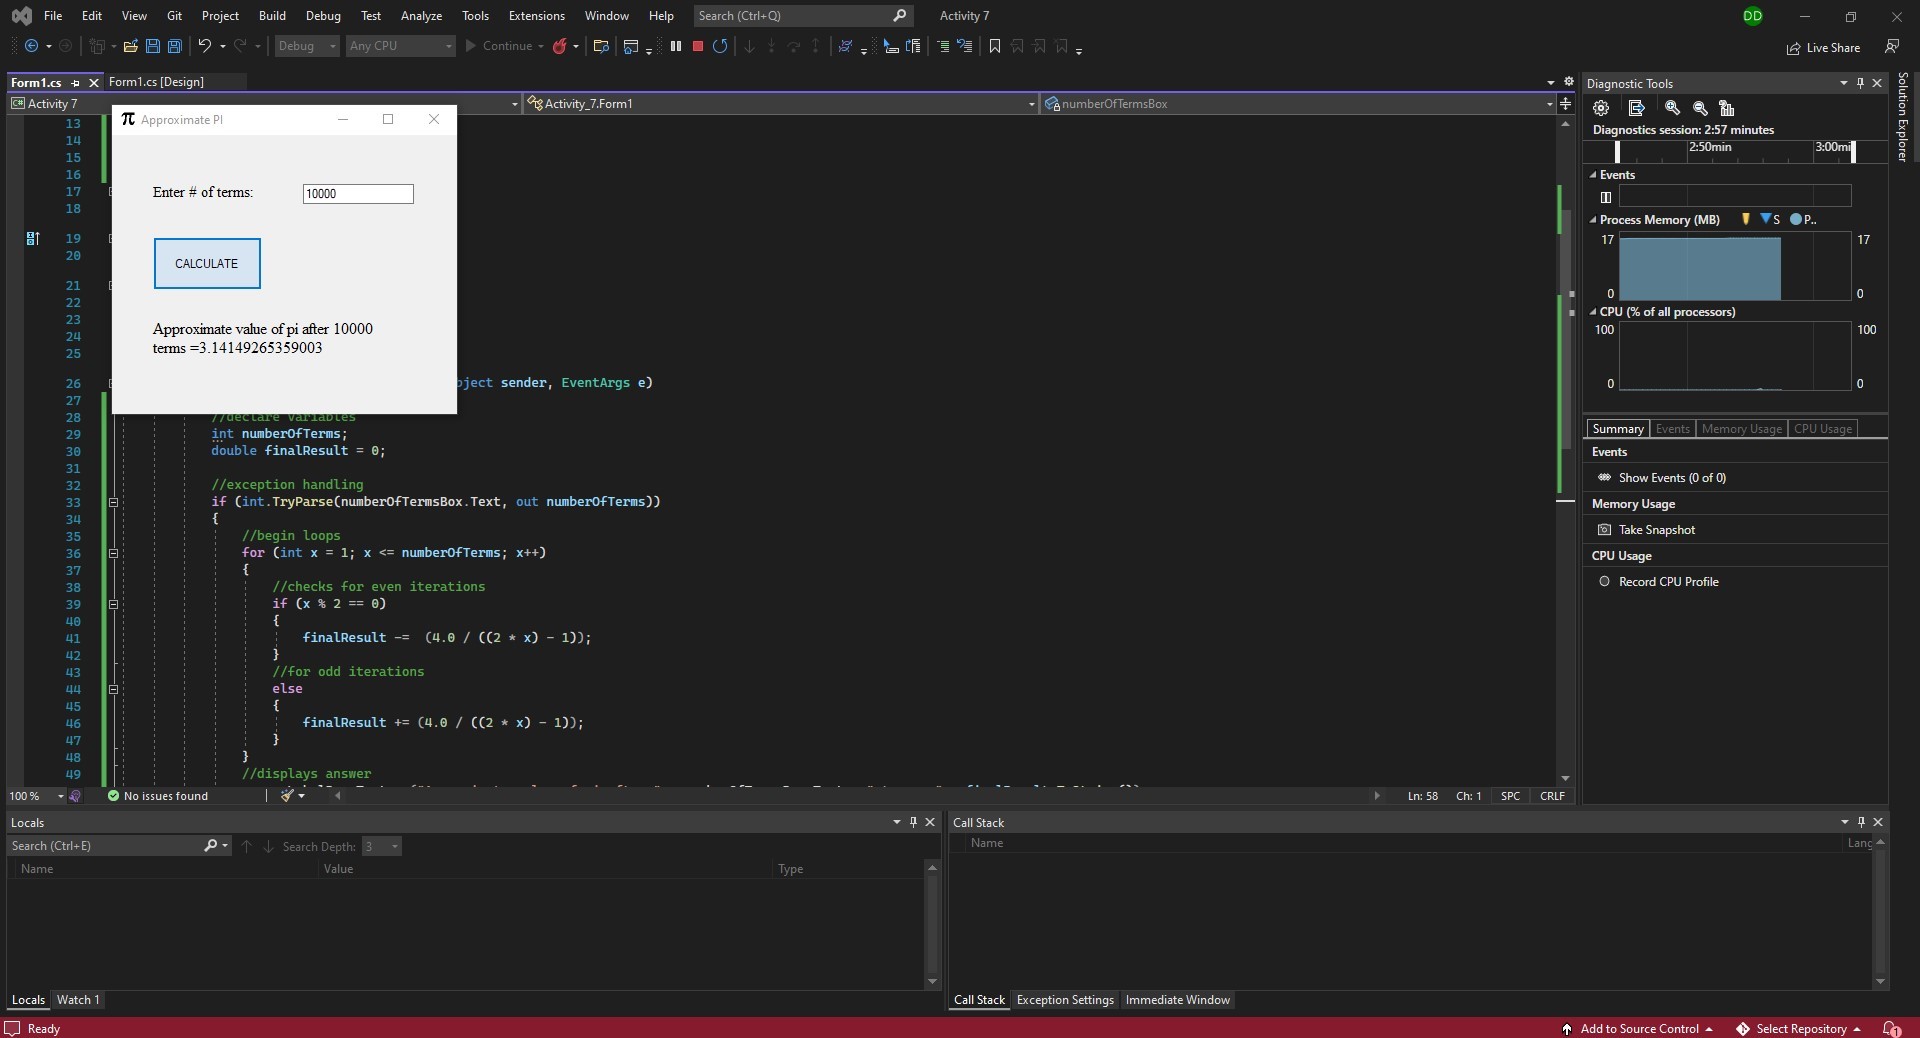 File Edit View Git Project Build Debug Test Analyze Tools Extensions Window Help Search (Ctrl+Q) Activity 7 DD
Debug Any CPU Continue Live Share
Form1.cs Form1.cs [Design]
Activity 7 Activity_7.Form1 numberOfTermsBox
π Approximate PI
Enter # of terms: 10000
CALCULATE
Approximate value of pi after 10000
terms =3.14149265359003
13
14
15
16
17
18
19
20
21
22
23
24
25
26 bject sender, EventArgs e)
27
28 //declare variables
29 int numberOfTerms;
30 double finalResult = 0;
31
32 //exception handling
33 if (int.TryParse(numberOfTermsBox.Text, out numberOfTerms))
34 {
35 //begin loops
36 for (int x = 1; x <= numberOfTerms; x++)
37 {
38 //checks for even iterations
39 if (x % 2 == 0)
40 {
41 finalResult -=  (4.0 / ((2 * x) - 1));
42 }
43 //for odd iterations
44 else
45 {
46 finalResult += (4.0 / ((2 * x) - 1));
47 }
48 }
49 //displays answer
100 % No issues found Ln: 58 Ch: 1 SPC CRLF
Diagnostic Tools
Diagnostics session: 2:57 minutes
2:50min 3:00mi
Events
Process Memory (MB) S P..
17 17
0 0
CPU (% of all processors)
100 100
0 0
Summary Events Memory Usage CPU Usage
Events
Show Events (0 of 0)
Memory Usage
Take Snapshot
CPU Usage
Record CPU Profile
Solution Explorer
Locals
Search (Ctrl+E) Search Depth: 3
Name Value Type
Locals Watch 1
Call Stack
Name Lang
Call Stack Exception Settings Immediate Window
Ready Add to Source Control Select Repository 1